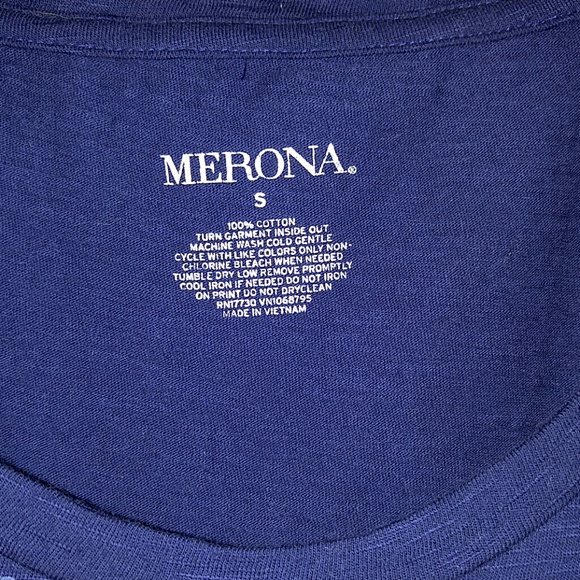 MERONA®
S
100% COTTON
TURN GARMENT INSIDE OUT
MACHINE WASH COLD GENTLE
CYCLE WITH LIKE COLORS ONLY NON-
CHLORINE BLEACH WHEN NEEDED
TUMBLE DRY LOW REMOVE PROMPTLY
COOL IRON IF NEEDED DO NOT IRON
ON PRINT DO NOT DRYCLEAN
RN17730 VN1068795
MADE IN VIETNAM